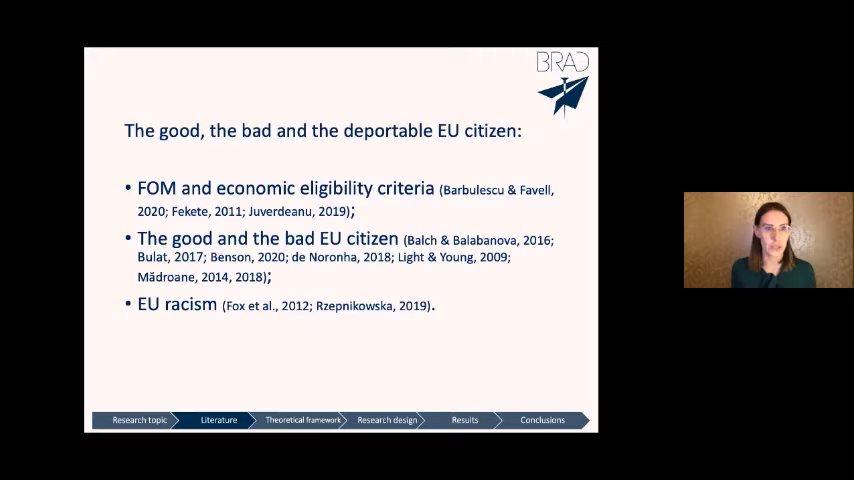 BRAD
The good, the bad and the deportable EU citizen:
• FOM and economic eligibility criteria (Barbulescu & Favell,
2020; Fekete, 2011; Juverdeanu, 2019);
• The good and the bad EU citizen (Balch & Balabanova, 2016;
Bulat, 2017; Benson, 2020; de Noronha, 2018; Light & Young, 2009;
Mădroane, 2014, 2018);
• EU racism (Fox et al., 2012; Rzepnikowska, 2019).
Research topic Literature Theoretical framework Research design Results Conclusions